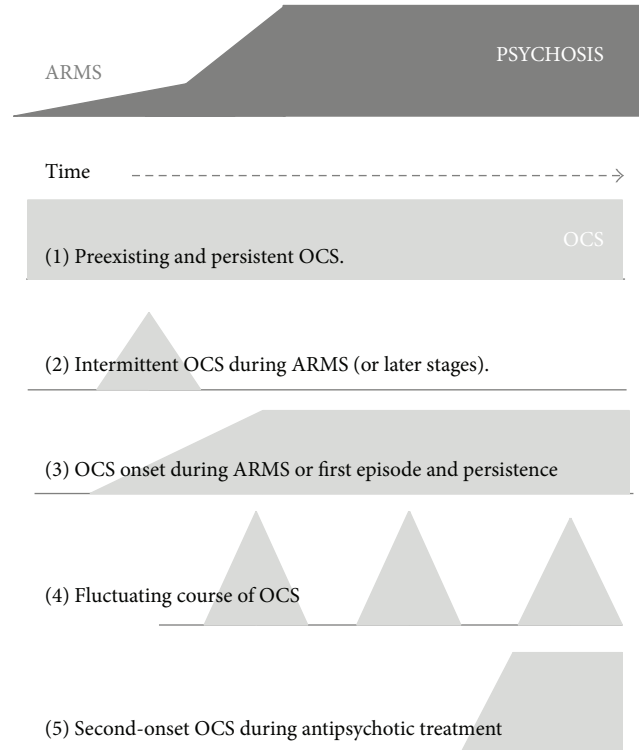 ARMS
PSYCHOSIS
Time
OCS
(1) Preexisting and persistent OCS.
(2) Intermittent OCS during ARMS (or later stages).
(3) OCS onset during ARMS or first episode and persistence
(4) Fluctuating course of OCS
(5) Second-onset OCS during antipsychotic treatment